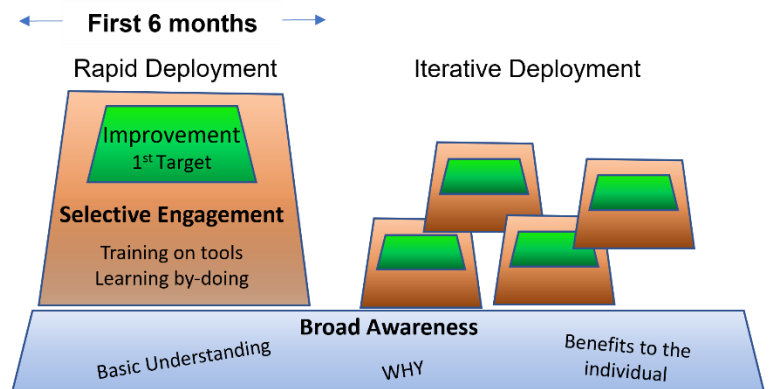 First 6 months
Rapid Deployment
Iterative Deployment
Improvement
1st Target
Selective Engagement
Training on tools
Learning by-doing
Broad Awareness
Basic Understanding
WHY
Benefits to the
individual